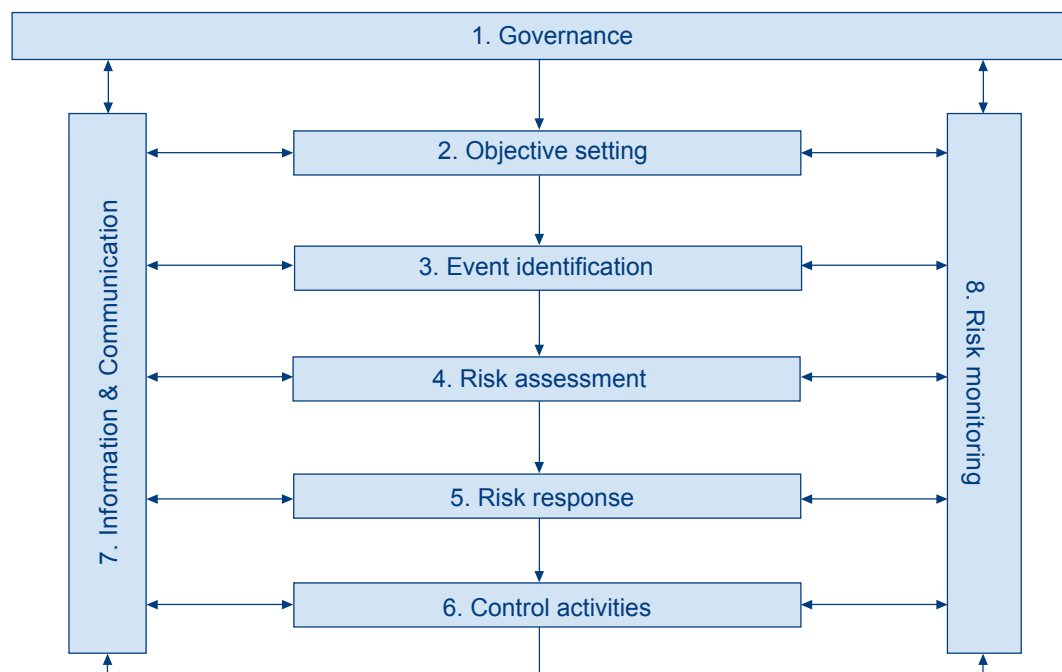 1. Governance
2. Objective setting
3. Event identification
4. Risk assessment
5. Risk response
6. Control activities
7. Information & Communication
8. Risk monitoring